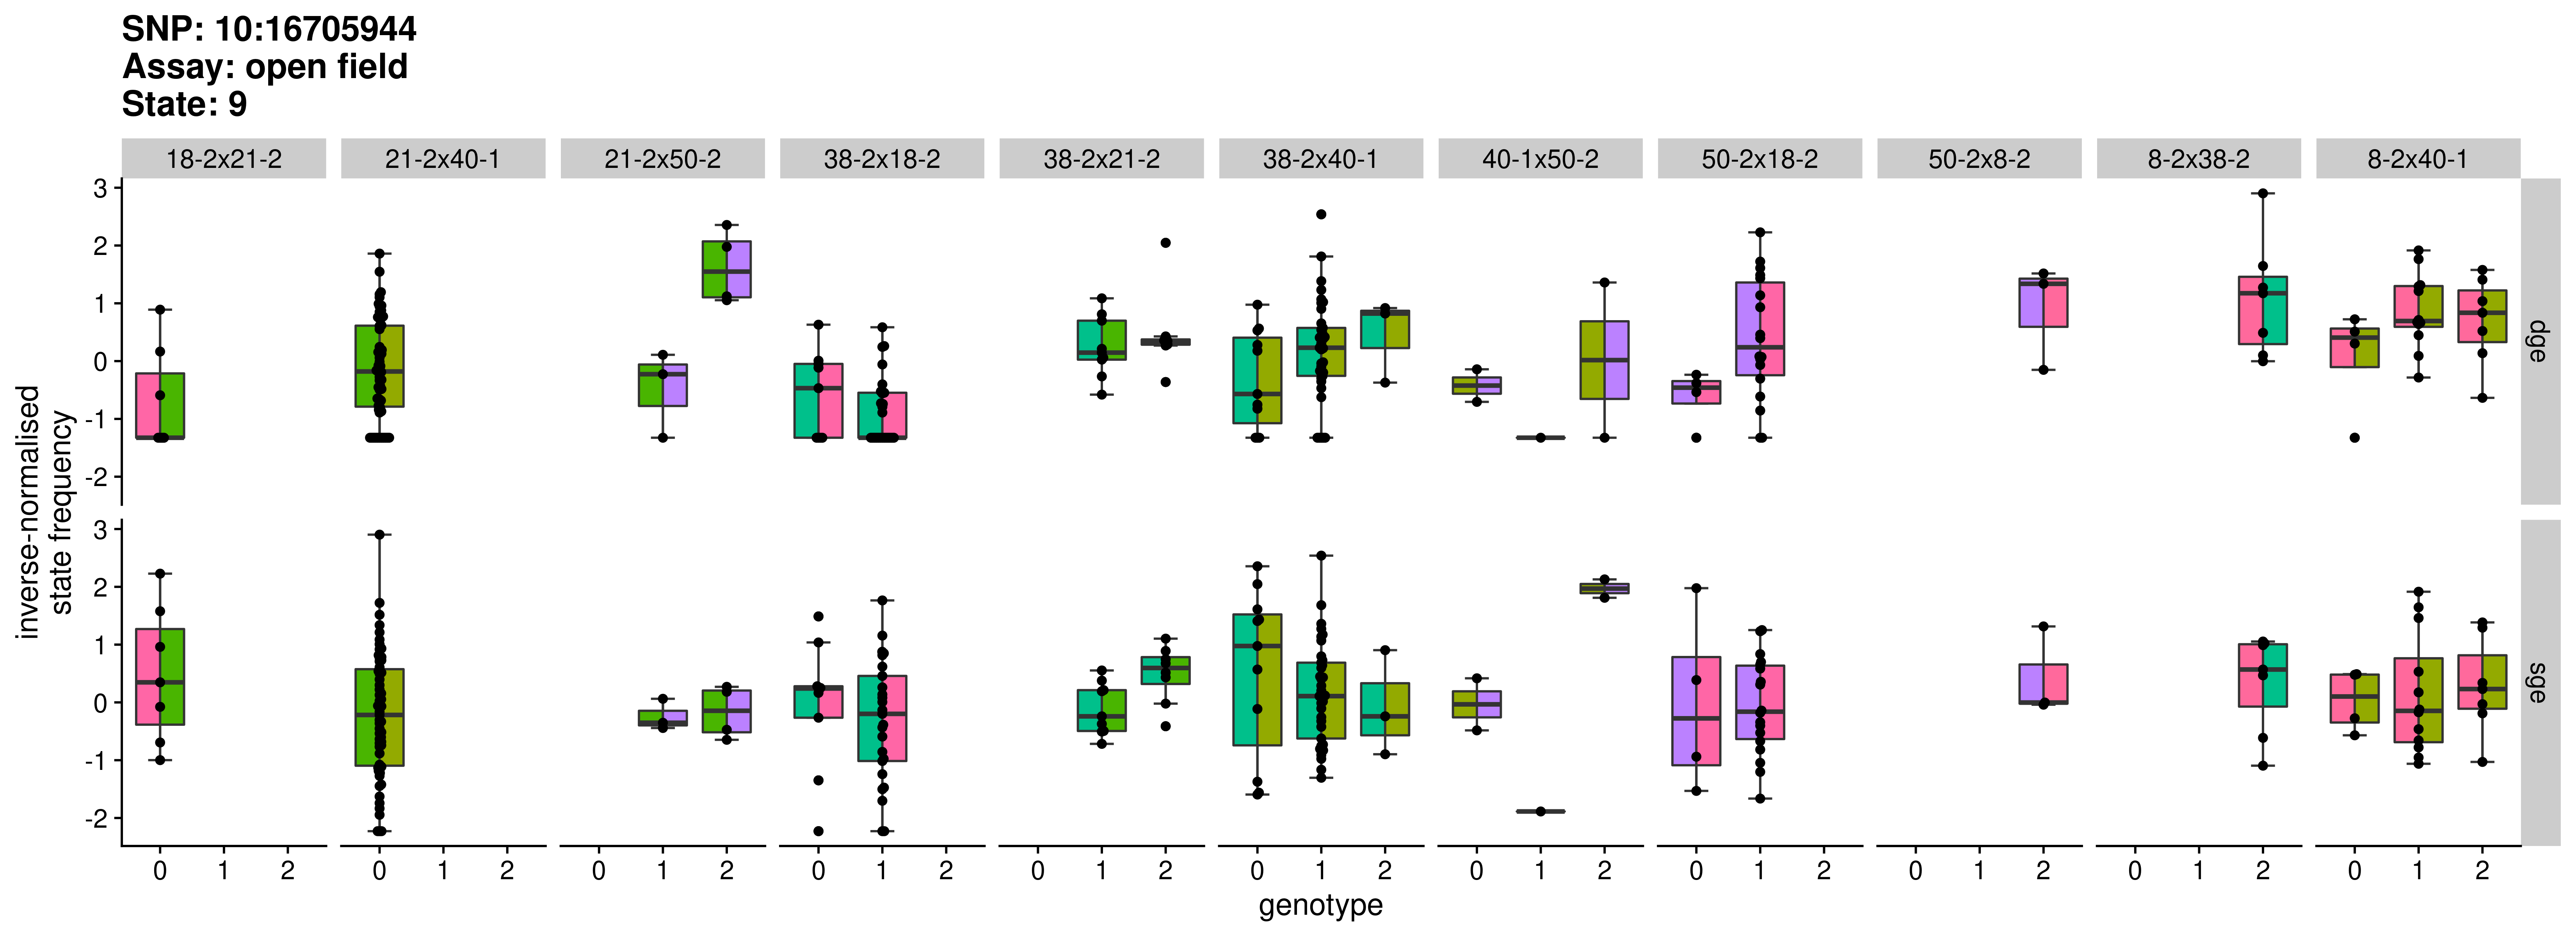 SNP: 10:16705944
Assay: open field
State: 9
18-2x21-2 21-2x40-1 21-2x50-2 38-2x18-2 38-2x21-2 38-2x40-1 40-1x50-2 50-2x18-2 50-2x8-2 8-2x38-2 8-2x40-1
3
2
1
0
-1
-2
dge
inverse-normalised
state frequency
3
2
1
0
-1
-2
sge
0 1 2 0 1 2 0 1 2 0 1 2 0 1 2 0 1 2 0 1 2 0 1 2 0 1 2 0 1 2 0 1 2
genotype